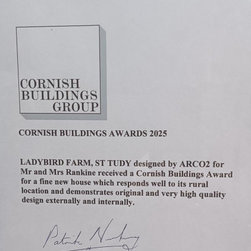 CORNISH
BUILDINGS
GROUP
CORNISH BUILDINGS AWARDS 2025
LADYBIRD FARM, ST TUDY designed by ARCO2 for
Mr and Mrs Rankine received a Cornish Buildings Award
for a fine new house which responds well to its rural
location and demonstrates original and very high quality
design externally and internally.